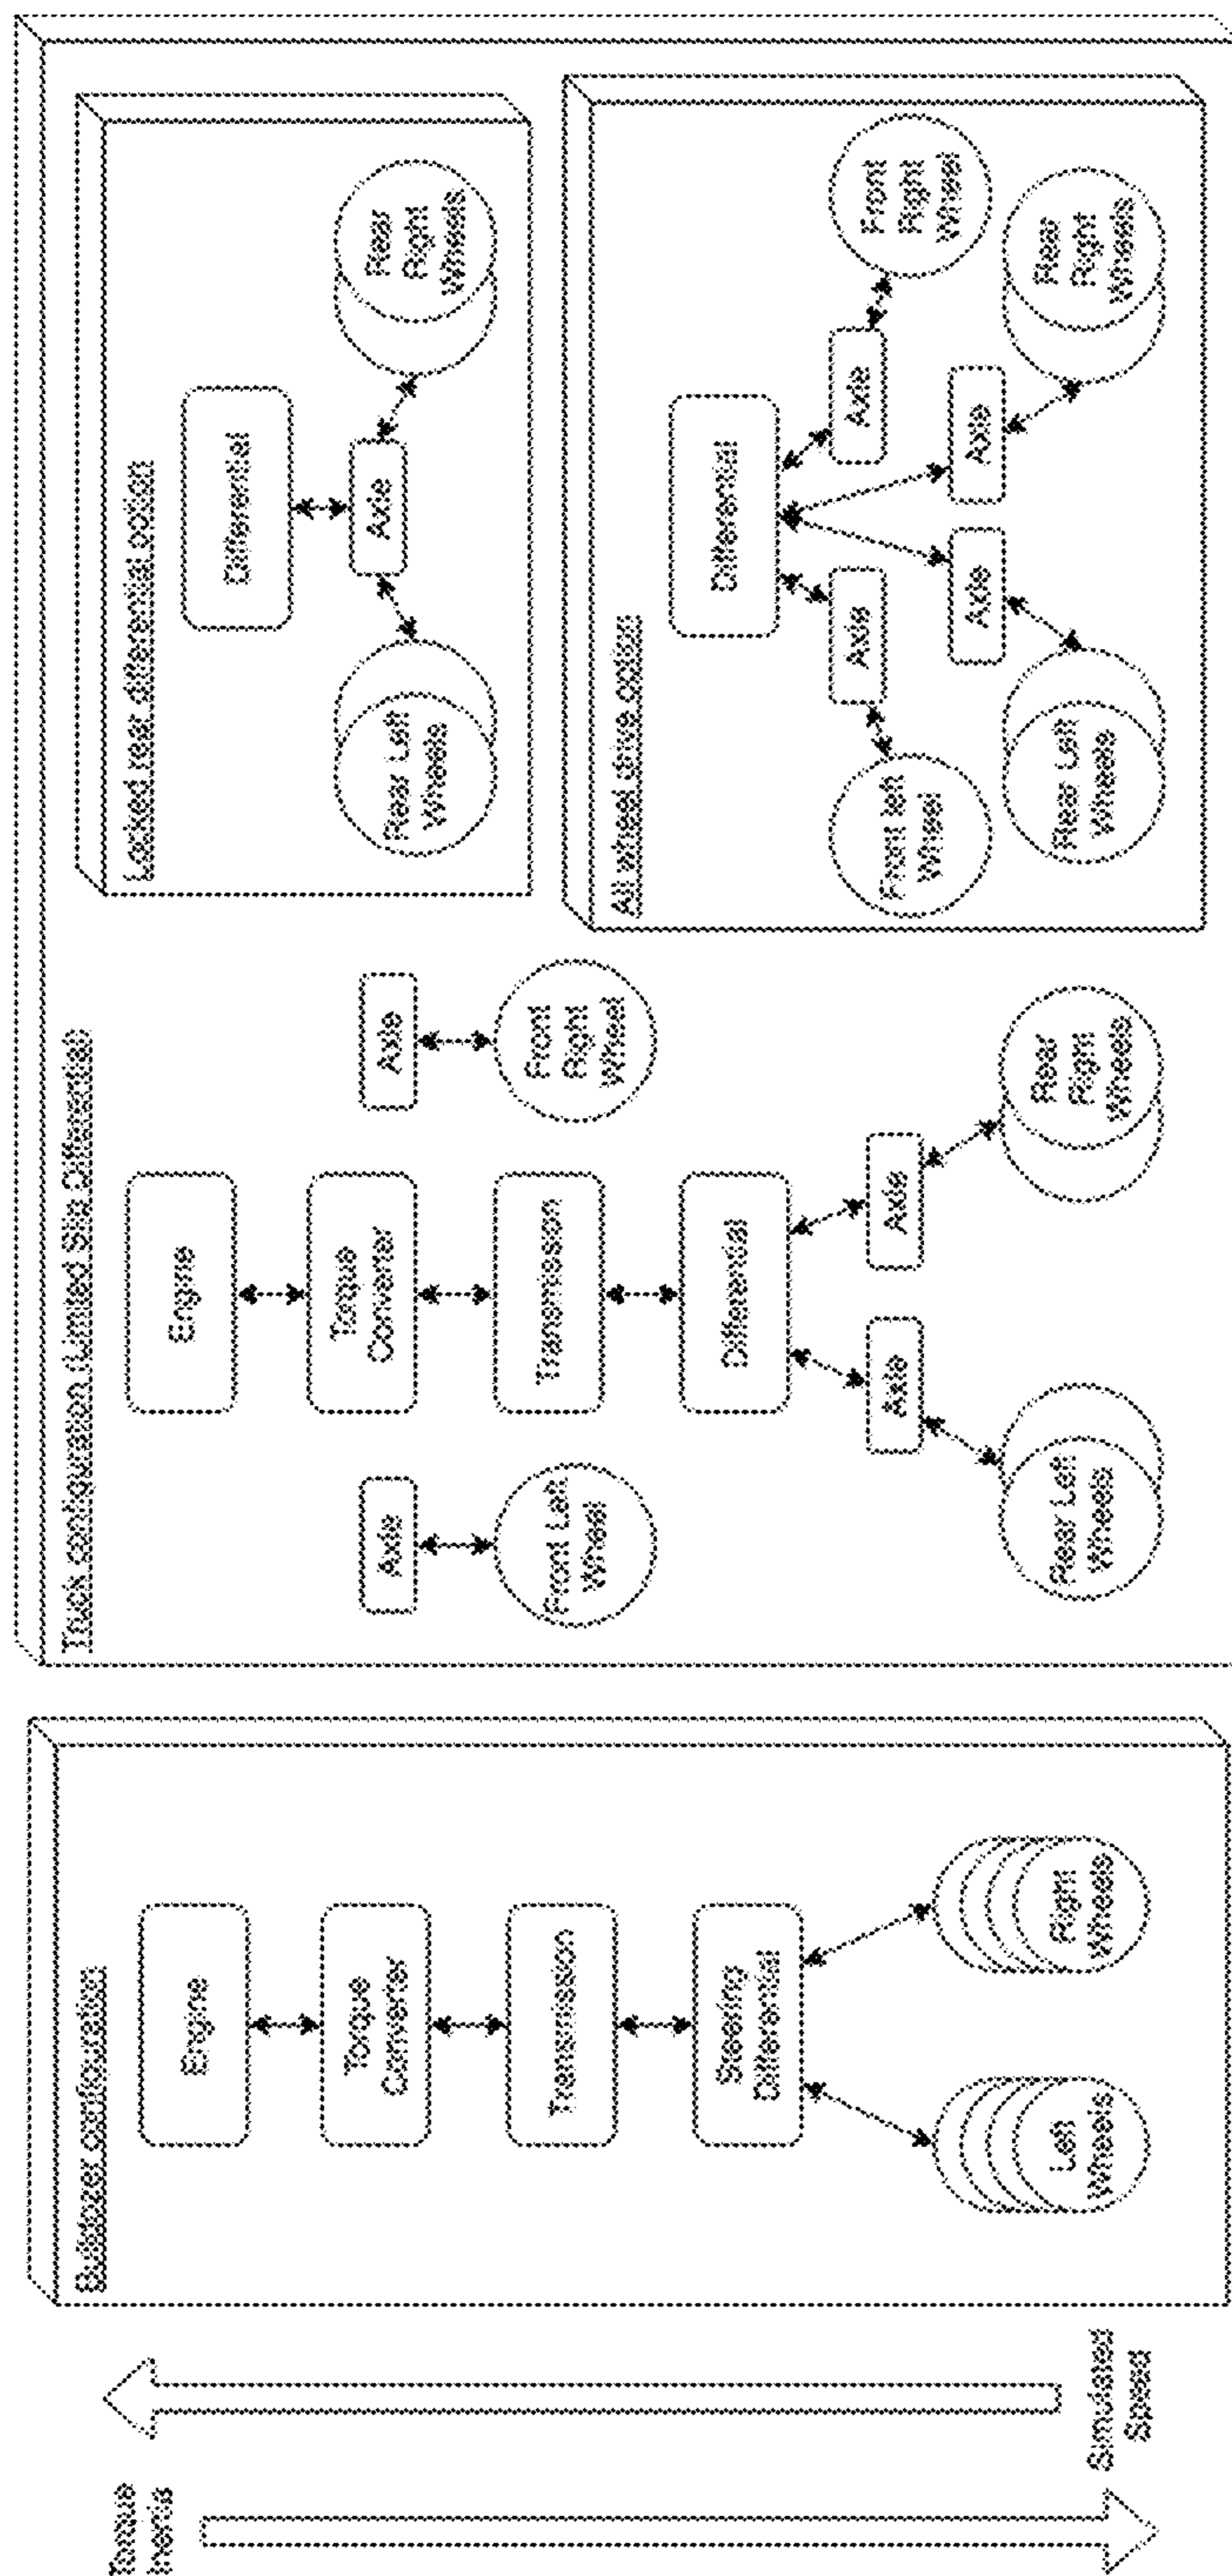 Torque
Inertia
Simulated
Speed
Bulldozer configuration
Engine
Torque
Converter
Transmission
Steering
Differential
Left
Wheels
Right
Wheels
Truck configuration (Limited Slip Differential)
Axle
Front Left
Wheel
Engine
Torque
Converter
Transmission
Differential
Axle
Front
Right
Wheel
Axle
Axle
Rear Left
Wheels
Rear
Right
Wheels
Locked rear differential option
Differential
Axle
Rear Left
Wheels
Rear
Right
Wheels
All wheel drive option
Differential
Axle
Axle
Front left
Wheel
Front
Right
Wheel
Axle
Axle
Rear Left
Wheels
Rear
Right
Wheels